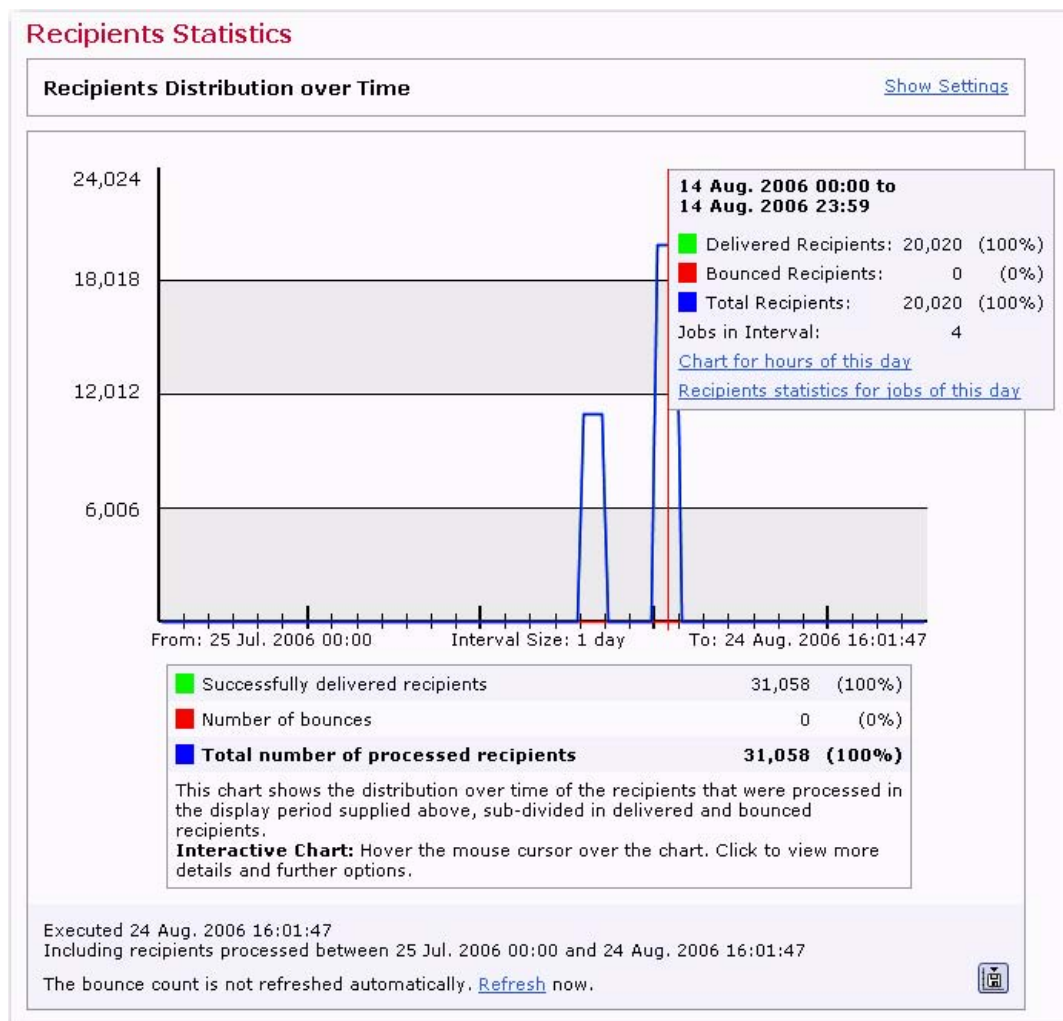 Recipients Statistics
Recipients Distribution over Time
Show Settings
24,024
18,018
12,012
6,006
14 Aug. 2006 00:00 to
14 Aug. 2006 23:59
Delivered Recipients: 20,020 (100%)
Bounced Recipients: 0 (0%)
Total Recipients: 20,020 (100%)
Jobs in Interval: 4
Chart for hours of this day
Recipients statistics for jobs of this day
From: 25 Jul. 2006 00:00 Interval Size: 1 day To: 24 Aug. 2006 16:01:47
Successfully delivered recipients 31,058 (100%)
Number of bounces 0 (0%)
Total number of processed recipients 31,058 (100%)
This chart shows the distribution over time of the recipients that were processed in
the display period supplied above, sub-divided in delivered and bounced
recipients.
Interactive Chart: Hover the mouse cursor over the chart. Click to view more
details and further options.
Executed 24 Aug. 2006 16:01:47
Including recipients processed between 25 Jul. 2006 00:00 and 24 Aug. 2006 16:01:47
The bounce count is not refreshed automatically. Refresh now.